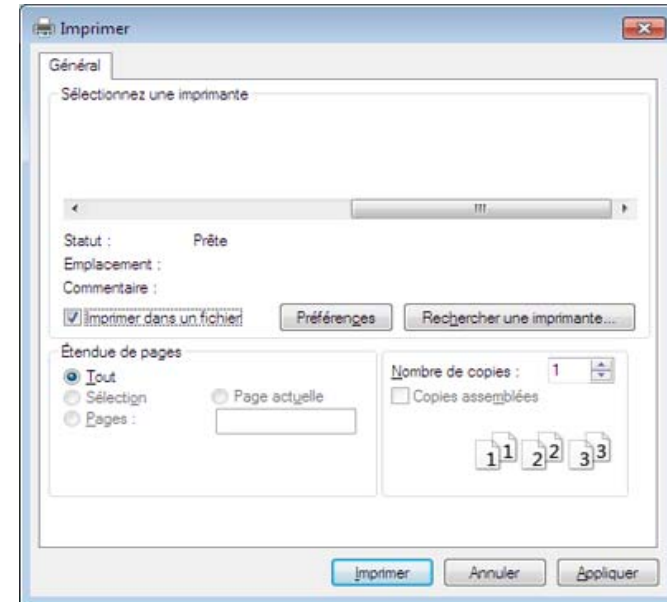 Imprimer
Général
Sélectionnez une imprimante
Statut : Prête
Emplacement :
Commentaire :
Imprimer dans un fichier Préférences Rechercher une imprimante...
Étendue de pages
Tout
Sélection Page actuelle
Pages :
Nombre de copies : 1
Copies assemblées
1 1 2 2 3 3
Imprimer Annuler Appliquer